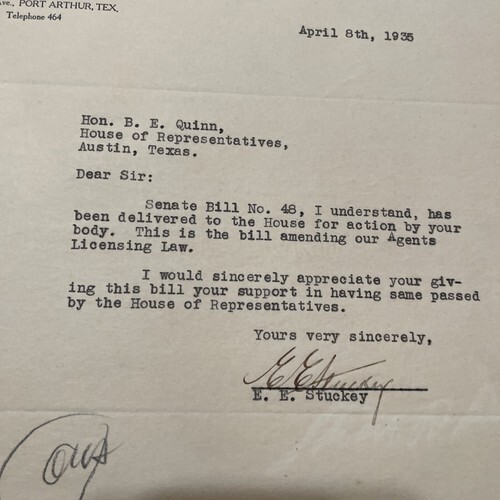 ve., PORT ARTHUR, TEX.
Telephone 464
April 8th, 1935
Hon. B. E. Quinn,
House of Representatives,
Austin, Texas.
Dear Sir:
Senate Bill No. 48, I understand, has
been delivered to the House for action by your
body. This is the bill amending our Agents
Licensing Law.
I would sincerely appreciate your giv-
ing this bill your support in having same passed
by the House of Representatives.
Yours very sincerely,
E E Stuckey
E. E. Stuckey